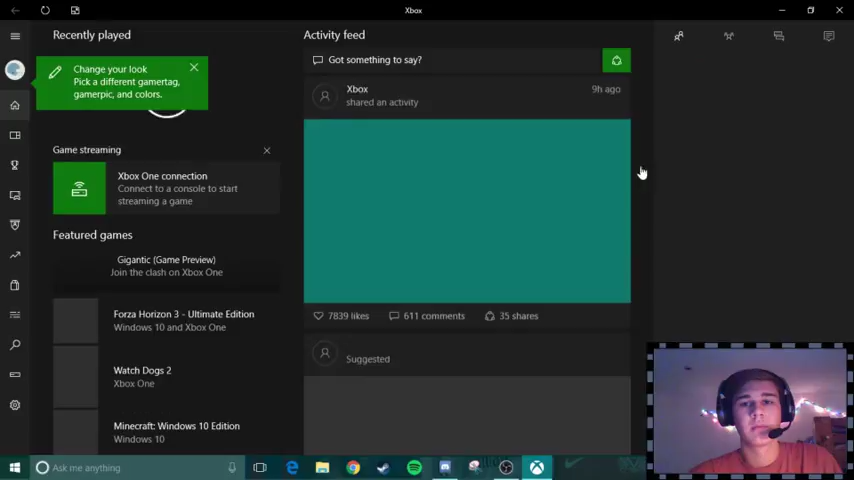 Xbox
Recently played
Change your look
Pick a different gamertag,
gamerpic, and colors.
Game streaming
Xbox One connection
Connect to a console to start
streaming a game
Featured games
Gigantic (Game Preview)
Join the clash on Xbox One
Forza Horizon 3 - Ultimate Edition
Windows 10 and Xbox One
Watch Dogs 2
Xbox One
Minecraft: Windows 10 Edition
Windows 10
Activity feed
Got something to say?
Xbox
9h ago
shared an activity
7839 likes
611 comments
35 shares
Suggested
Ask me anything